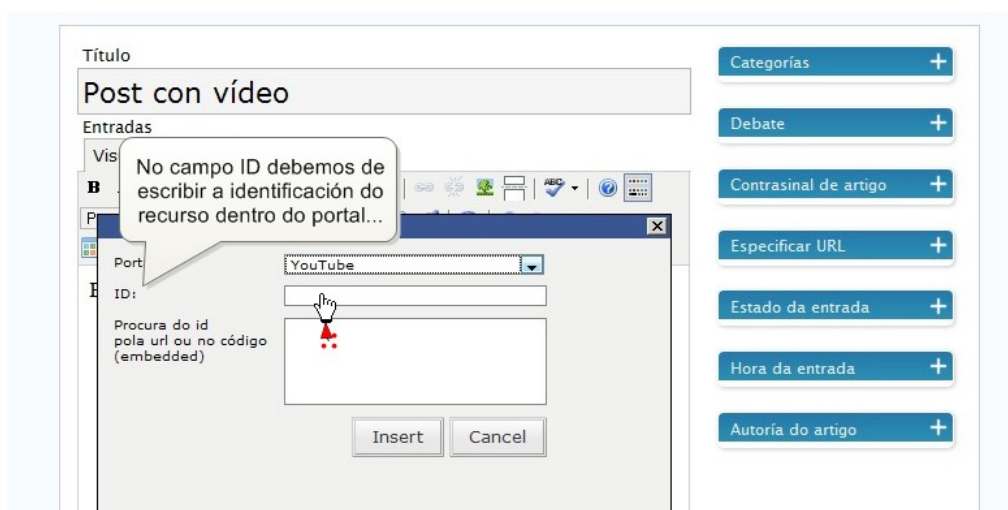 Título
Post con vídeo
Entradas
Vis
No campo ID debemos de
escribir a identificación do
recurso dentro do portal...
B
ABC
P
Port
YouTube
ID:
Procura do id
pola url ou no código
(embedded)
Insert
Cancel
Categorías
Debate
Contrasinal de artigo
Especificar URL
Estado da entrada
Hora da entrada
Autoría do artigo